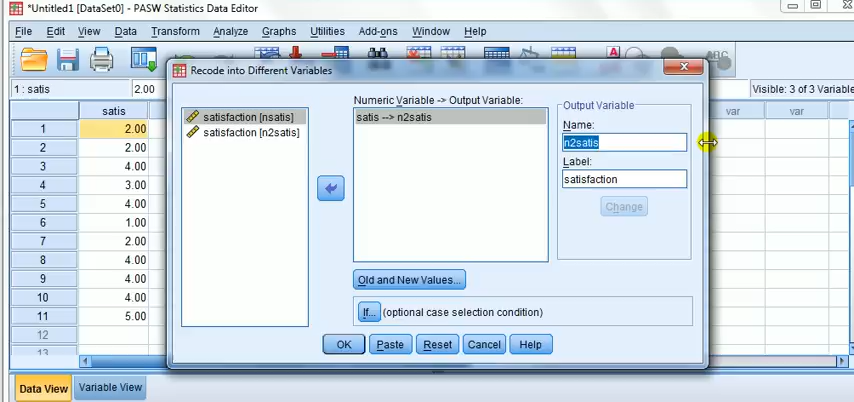 *Untitled1 [DataSet0] - PASW Statistics Data Editor
File Edit View Data Transform Analyze Graphs Utilities Add-ons Window Help
Recode into Different Variables
1 : satis 2.00 Visible: 3 of 3 Variable
satis var var
1 2.00
2 2.00
3 4.00
4 3.00
5 4.00
6 1.00
7 2.00
8 4.00
9 4.00
10 4.00
11 5.00
12
13
satisfaction [nsatis]
satisfaction [n2satis]
Numeric Variable -> Output Variable:
satis --> n2satis
Output Variable
Name:
n2satis
Label:
satisfaction
Change
Old and New Values...
If... (optional case selection condition)
OK Paste Reset Cancel Help
Data View Variable View